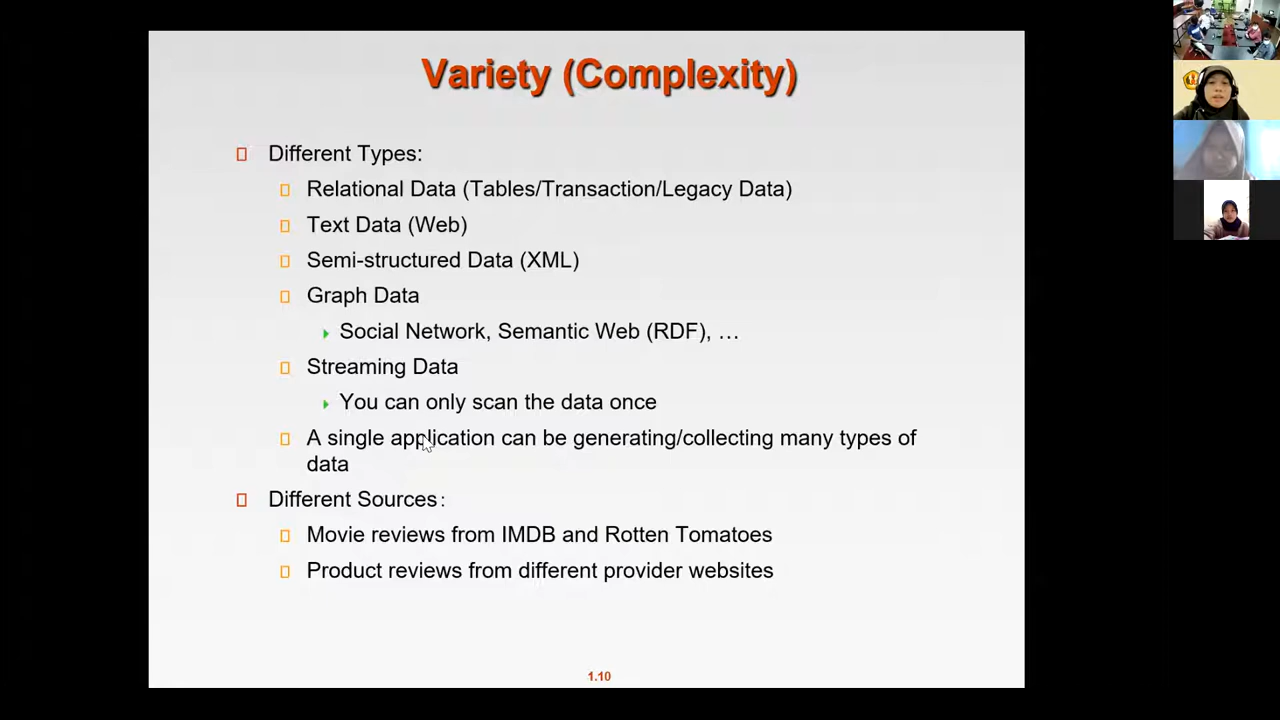 Variety (Complexity)
Different Types:
Relational Data (Tables/Transaction/Legacy Data)
Text Data (Web)
Semi-structured Data (XML)
Graph Data
Social Network, Semantic Web (RDF), …
Streaming Data
You can only scan the data once
A single application can be generating/collecting many types of
data
Different Sources:
Movie reviews from IMDB and Rotten Tomatoes
Product reviews from different provider websites
1.10